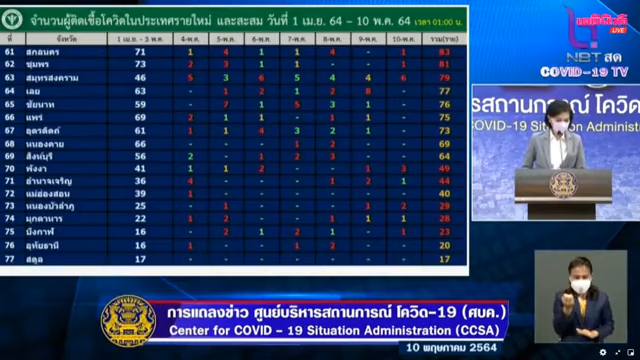 จำนวนผู้ติดเชื้อโควิดในประเทศรายใหม่ และสะสม วันที่ 1 เม.ย. 64 - 10 พ.ค. 64 เวลา 01:00 น.
ที่ จังหวัด 1 เม.ย. - 3 พ.ค. 4-พ.ค. 5-พ.ค. 6-พ.ค. 7-พ.ค. 8-พ.ค. 9-พ.ค. 10-พ.ค. รวม(ราย)
61 สกลนคร 71 1 4 1 1 4 - 1 83
62 ชุมพร 73 2 3 1 1 - - 1 81
63 สมุทรสงคราม 46 5 3 6 5 4 4 6 79
64 เลย 63 - 1 2 1 2 8 - 77
65 ชัยนาท 59 - 7 1 5 3 1 - 76
66 แพร่ 69 2 1 1 - 1 1 - 75
67 อุตรดิตถ์ 61 1 1 4 3 2 1 - 73
68 หนองคาย 66 - - - 1 2 - - 69
69 สิงห์บุรี 56 2 - 1 2 3 - - 64
70 พังงา 41 1 1 2 - - 1 3 49
71 อำนาจเจริญ 36 4 - - - 1 2 1 44
72 แม่ฮ่องสอน 39 1 - - - - - - 40
73 หนองบัวลำภู 25 - 1 - - - 1 2 29
74 มุกดาหาร 22 1 2 - - 1 1 1 28
75 บึงกาฬ 16 - 2 1 2 1 - 1 23
76 อุทัยธานี 16 1 - - 1 2 - - 20
77 สตูล 17 - - - - - - - 17
LIVE
NBT สด
COVID-19 TV
รสถานการณ์ โควิ
COVID-19 Situation Administra
การแถลงข่าว ศูนย์บริหารสถานการณ์ โควิด-19 (ศบค.)
Center for COVID - 19 Situation Administration (CCSA)
10 พฤษภาคม 2564